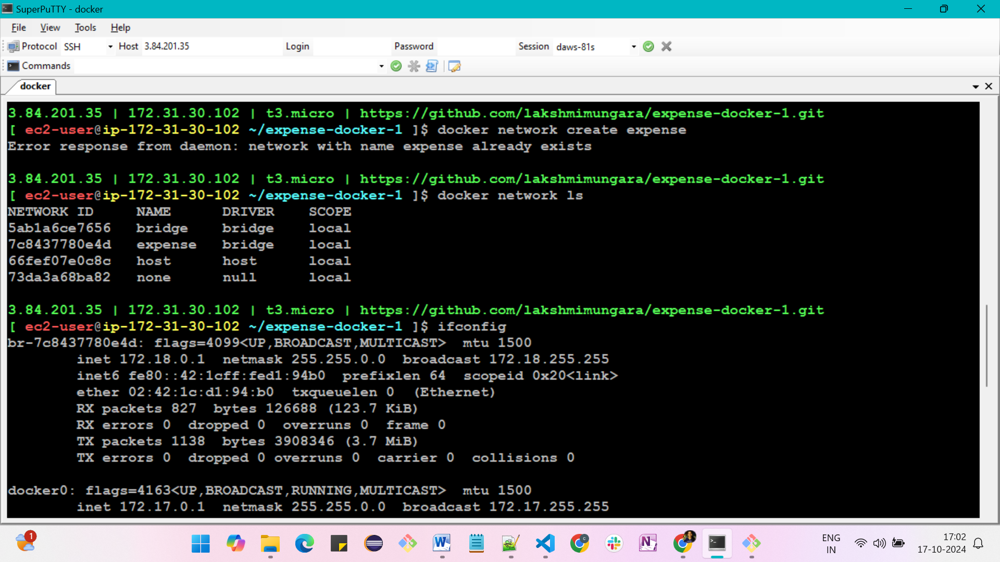 SuperPuTTY - docker
File View Tools Help
Protocol SSH Host 3.84.201.35 Login Password Session daws-81s
Commands
docker
3.84.201.35 | 172.31.30.102 | t3.micro | https://github.com/lakshmimungara/expense-docker-1.git
[ ec2-user@ip-172-31-30-102 ~/expense-docker-1 ]$ docker network create expense
Error response from daemon: network with name expense already exists
3.84.201.35 | 172.31.30.102 | t3.micro | https://github.com/lakshmimungara/expense-docker-1.git
[ ec2-user@ip-172-31-30-102 ~/expense-docker-1 ]$ docker network ls
NETWORK ID NAME DRIVER SCOPE
5ab1a6ce7656 bridge bridge local
7c8437780e4d expense bridge local
66fef07e0c8c host host local
73da3a68ba82 none null local
3.84.201.35 | 172.31.30.102 | t3.micro | https://github.com/lakshmimungara/expense-docker-1.git
[ ec2-user@ip-172-31-30-102 ~/expense-docker-1 ]$ ifconfig
br-7c8437780e4d: flags=4099<UP,BROADCAST,MULTICAST> mtu 1500
inet 172.18.0.1 netmask 255.255.0.0 broadcast 172.18.255.255
inet6 fe80::42:1cff:fed1:94b0 prefixlen 64 scopeid 0x20<link>
ether 02:42:1c:d1:94:b0 txqueuelen 0 (Ethernet)
RX packets 827 bytes 126688 (123.7 KiB)
RX errors 0 dropped 0 overruns 0 frame 0
TX packets 1138 bytes 3908346 (3.7 MiB)
TX errors 0 dropped 0 overruns 0 carrier 0 collisions 0
docker0: flags=4163<UP,BROADCAST,RUNNING,MULTICAST> mtu 1500
inet 172.17.0.1 netmask 255.255.0.0 broadcast 172.17.255.255
1
ENG
IN
17:02
17-10-2024